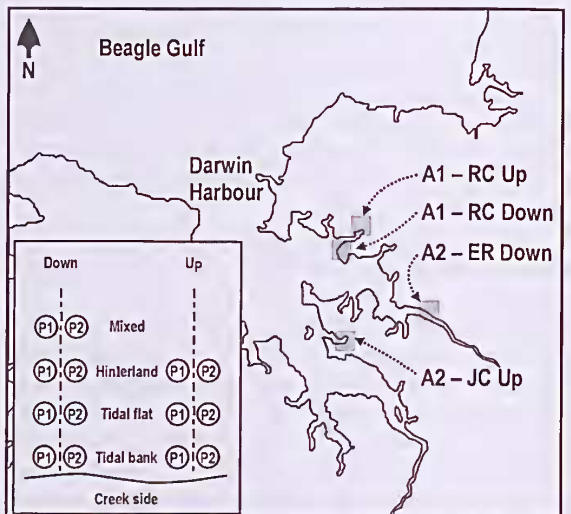 Beagle Gulf
N
Darwin
Harbour
A1 – RC Up
A1 – RC Down
A2 – ER Down
A2 – JC Up
Down Up
P1 P2 Mixed
P1 P2 Hinterland P1 P2
P1 P2 Tidal flat P1 P2
P1 P2 Tidal bank P1 P2
Creek side